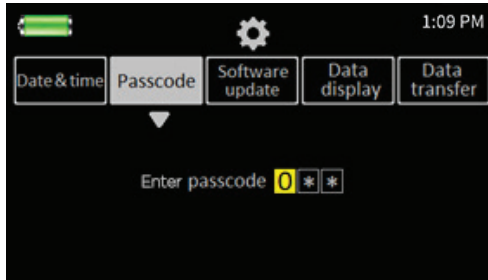 1:09 PM
Date & time
Passcode
Software
update
Data
display
Data
transfer
Enter passcode 0 * *